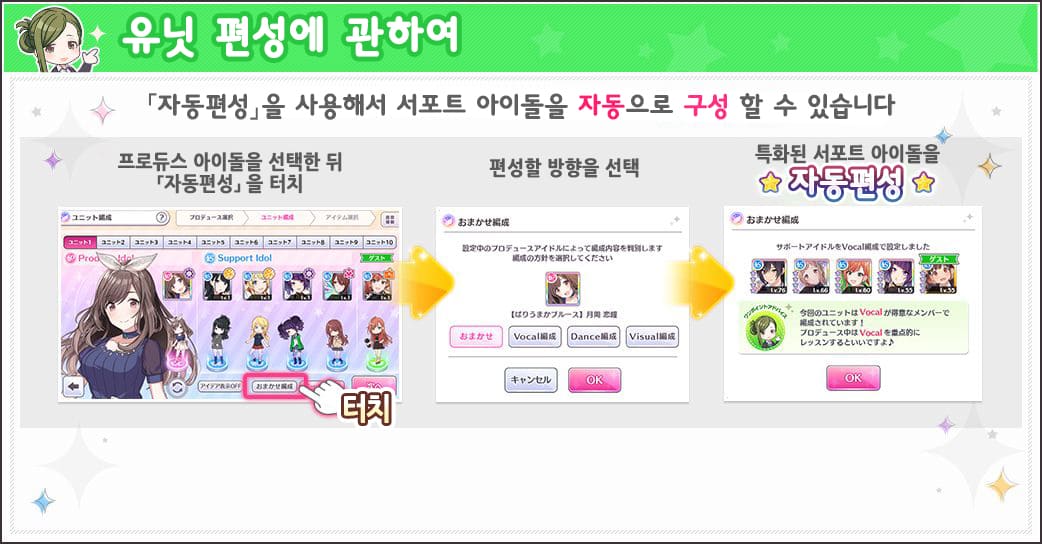 유닛 편성에 관하여
「자동편성」을 사용해서 서포트 아이돌을 자동으로 구성 할 수 있습니다
프로듀스 아이돌을 선택한 뒤
「자동편성」을 터치
ユニット編成
?
プロデュース選択
ユニット編成
アイテム選択
ユニット1
ユニット2
ユニット3
ユニット4
ユニット5
ユニット6
ユニット7
ユニット8
ユニット9
ユニット10
Produce Idol
Support Idol
ゲスト
アイデア表示OFF
おまかせ編成
터치
편성할 방향을 선택
おまかせ編成
設定中のプロデュースアイドルによって編成内容を判別します
編成の方針を選択してください
【ばりうまかブルース】月岡 恋鐘
おまかせ
Vocal編成
Dance編成
Visual編成
キャンセル
OK
특화된 서포트 아이돌을
자동편성
おまかせ編成
サポートアイドルをVocal編成で設定しました
ゲスト
Lv.76
Lv.66
Lv.80
Lv.55
Lv.55
ワンポイントアドバイス
今回のユニットは Vocal が得意なメンバーで
編成されています！
プロデュース中は Vocal を重点的に
レッスンするといいですよ♪
OK